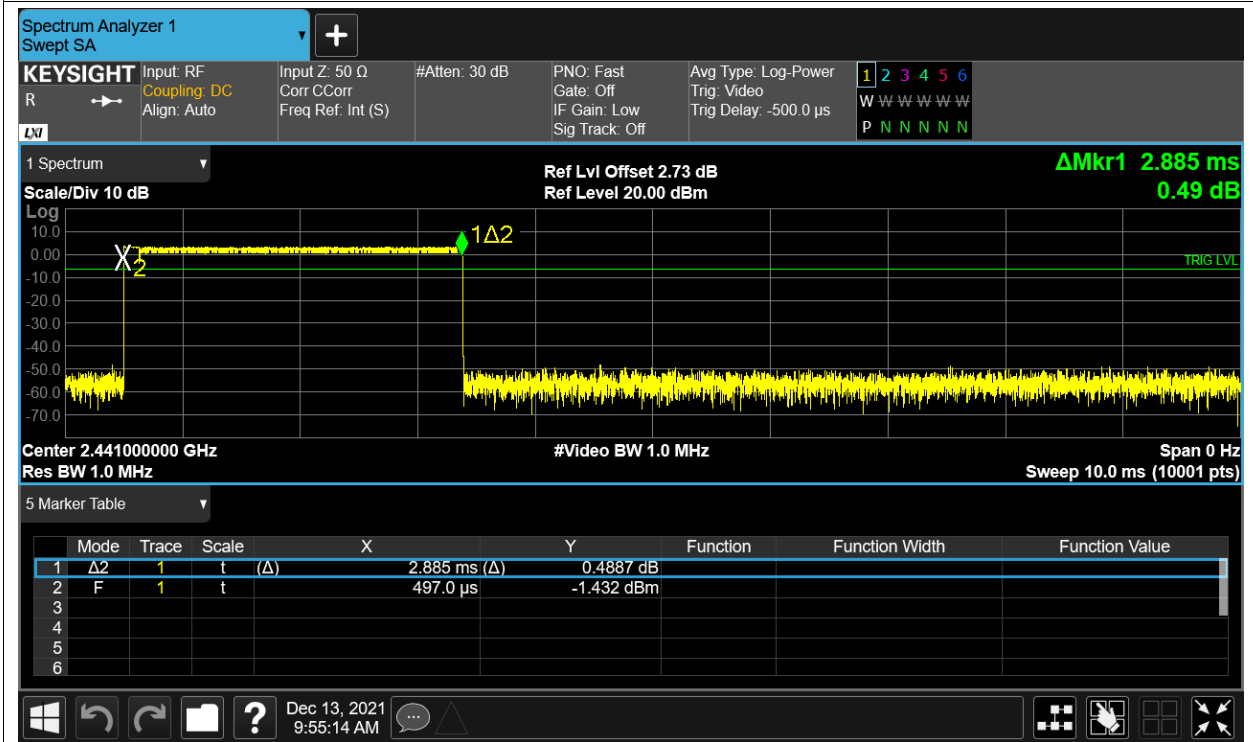 Spectrum Analyzer 1
Swept SA
KEYSIGHT
R
LXI
Input: RF
Coupling: DC
Align: Auto
Input Z: 50 Ω
Corr CCorr
Freq Ref: Int (S)
#Atten: 30 dB
PNO: Fast
Gate: Off
IF Gain: Low
Sig Track: Off
Avg Type: Log-Power
Trig: Video
Trig Delay: -500.0 µs
1 2 3 4 5 6
W W W W W W
P N N N N N
1 Spectrum
Scale/Div 10 dB
Ref Lvl Offset 2.73 dB
Ref Level 20.00 dBm
ΔMkr1 2.885 ms
0.49 dB
Log
10.0
0.00
-10.0
-20.0
-30.0
-40.0
-50.0
-60.0
-70.0
X2
1Δ2
TRIG LVL
Center 2.441000000 GHz
Res BW 1.0 MHz
#Video BW 1.0 MHz
Span 0 Hz
Sweep 10.0 ms (10001 pts)
5 Marker Table
Mode Trace Scale X Y Function Function Width Function Value
1 Δ2 1 t (Δ) 2.885 ms (Δ) 0.4887 dB
2 F 1 t 497.0 µs -1.432 dBm
3
4
5
6
?
Dec 13, 2021
9:55:14 AM